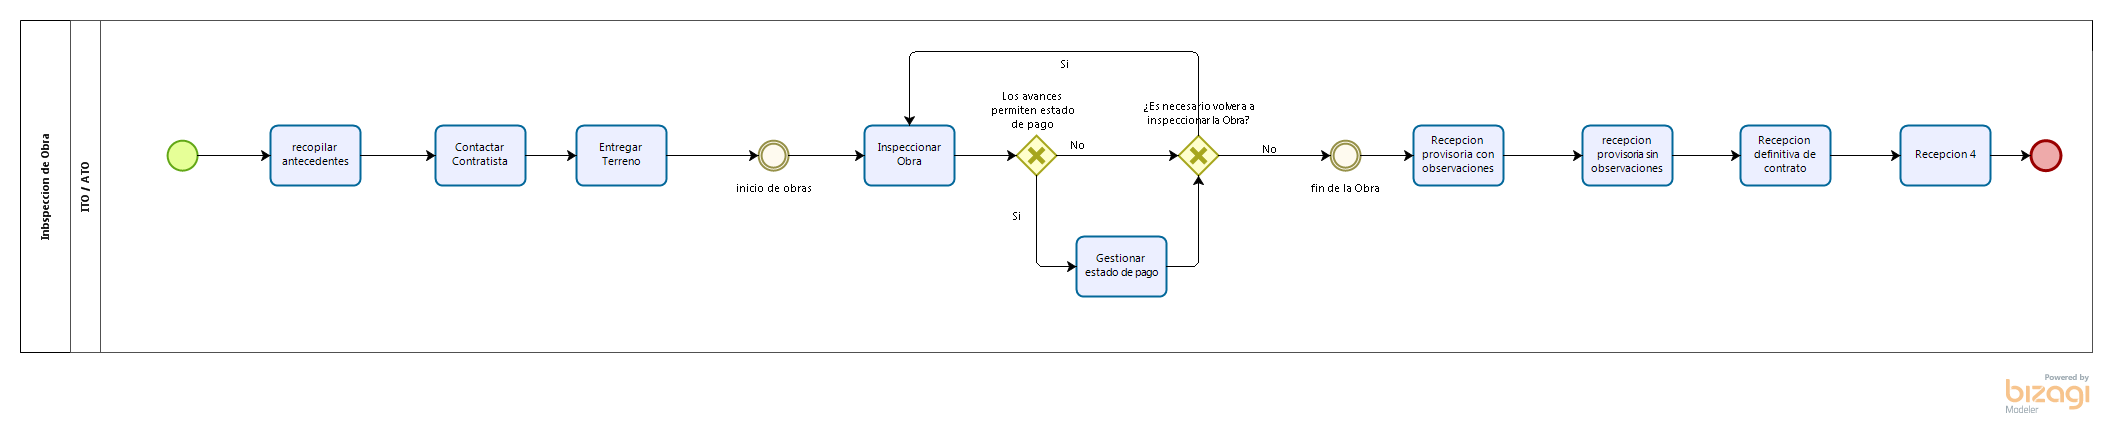 Inbspeccion de Obra
ITO / ATO
recopilar
antecedentes
Contactar
Contratista
Entregar
Terreno
inicio de obras
Inspeccionar
Obra
Si
Los avances
permiten estado
de pago
No
Si
Gestionar
estado de pago
¿Es necesario volvera a
inspeccionar la Obra?
No
fin de la Obra
Recepcion
provisoria con
observaciones
recepcion
provisoria sin
observaciones
Recepcion
definitiva de
contrato
Recepcion 4
Powered by
bizagi
Modeler